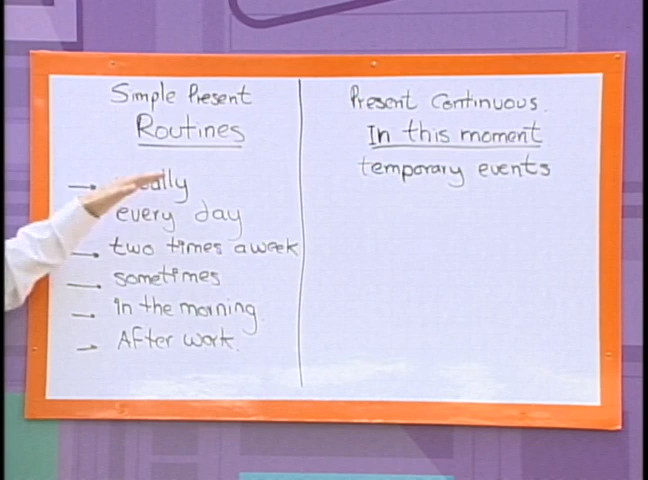 Simple Present
Routines
→
every day
→ two times a week
→ sometimes
→ in the morning.
→ After work.
Present Continuous.
In this moment
temporary events